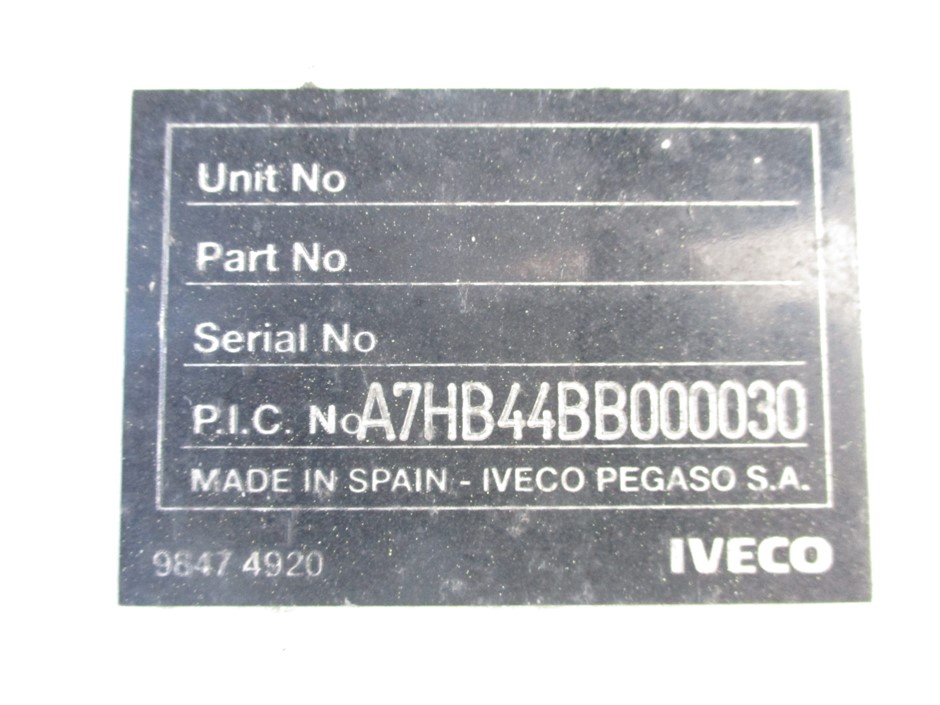 Unit No
Part No
Serial No
P.I.C. No A7HB44BB000030
MADE IN SPAIN - IVECO PEGASO S.A.
9847 4920
IVECO